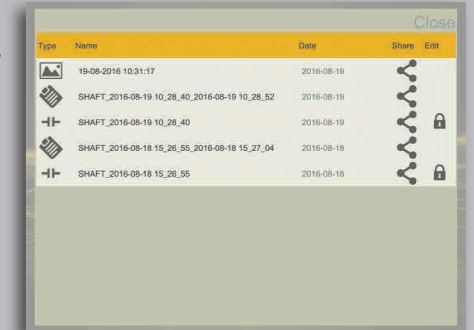 Close
Type Name Date Share Edit
19-08-2016 10:31:17 2016-08-19
SHAFT_2016-08-19 10_28_40_2016-08-19 10_28_52 2016-08-19
SHAFT_2016-08-19 10_28_40 2016-08-19
SHAFT_2016-08-18 15_26_55_2016-08-18 15_27_04 2016-08-18
SHAFT_2016-08-18 15_26_55 2016-08-18